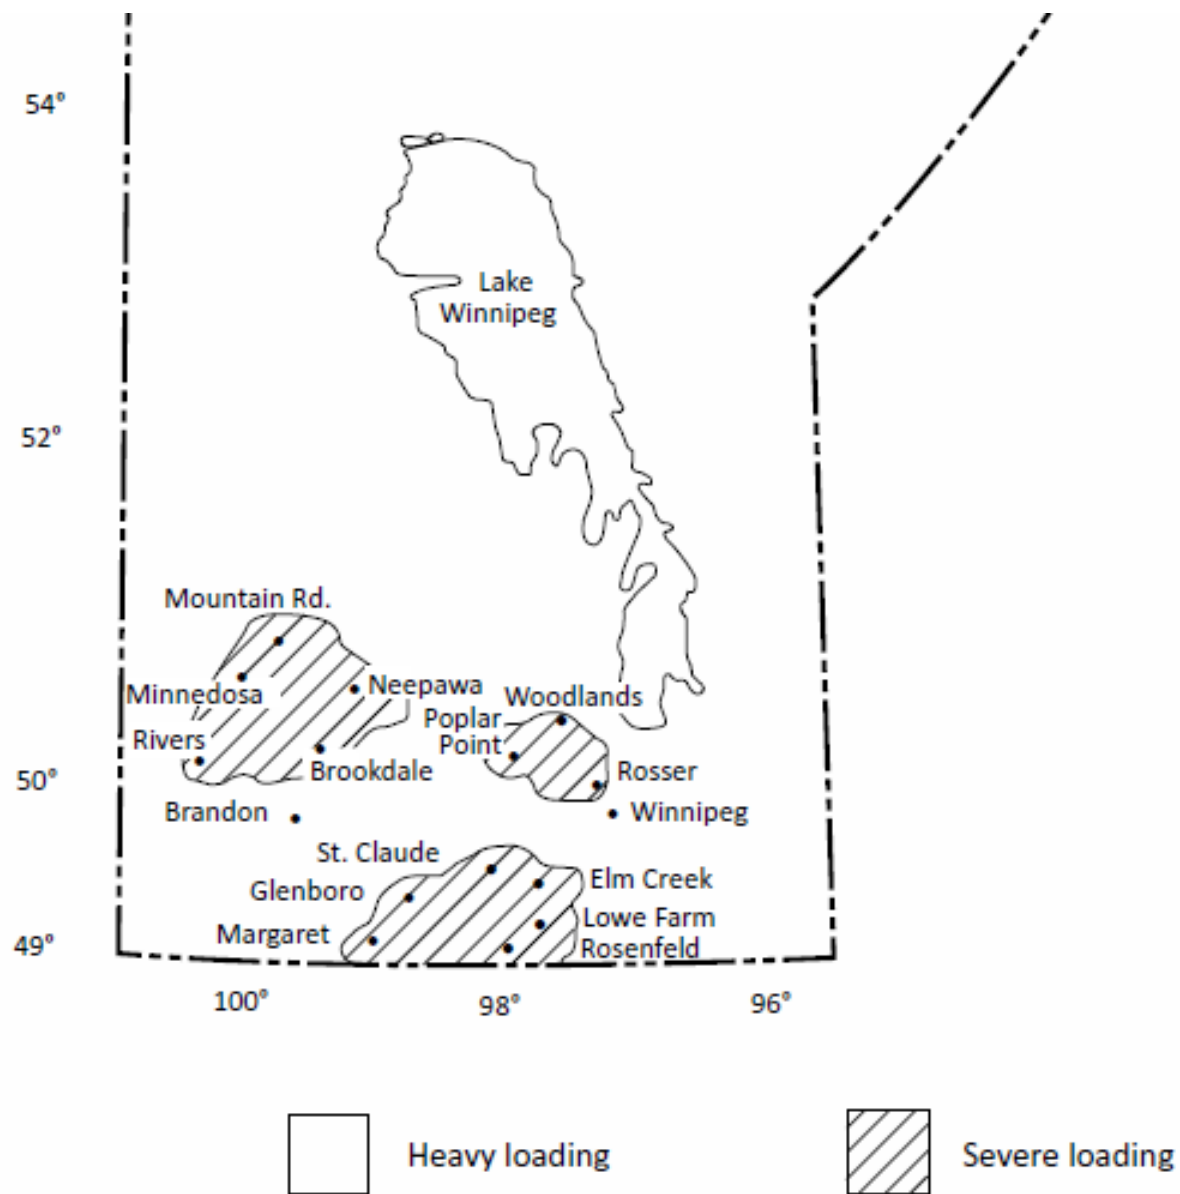 54°
Lake
Winnipeg
52°
Mountain Rd.
Minnedosa
Neepawa
Woodlands
Poplar
Point
Rivers
Brookdale
Rosser
50°
Brandon
Winnipeg
St. Claude
Elm Creek
Glenboro
Lowe Farm
Margaret
Rosenfeld
49°
100°
98°
96°
Heavy loading
Severe loading